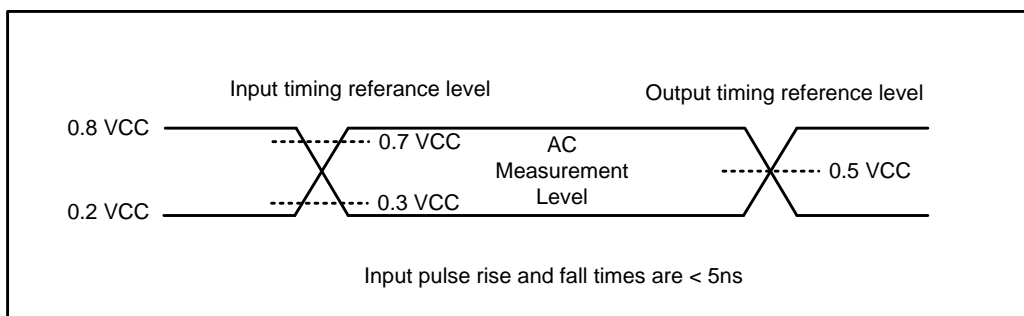 Input timing referance level
Output timing reference level
0.8 VCC
0.7 VCC
AC
Measurement
Level
0.5 VCC
0.3 VCC
0.2 VCC
Input pulse rise and fall times are < 5ns